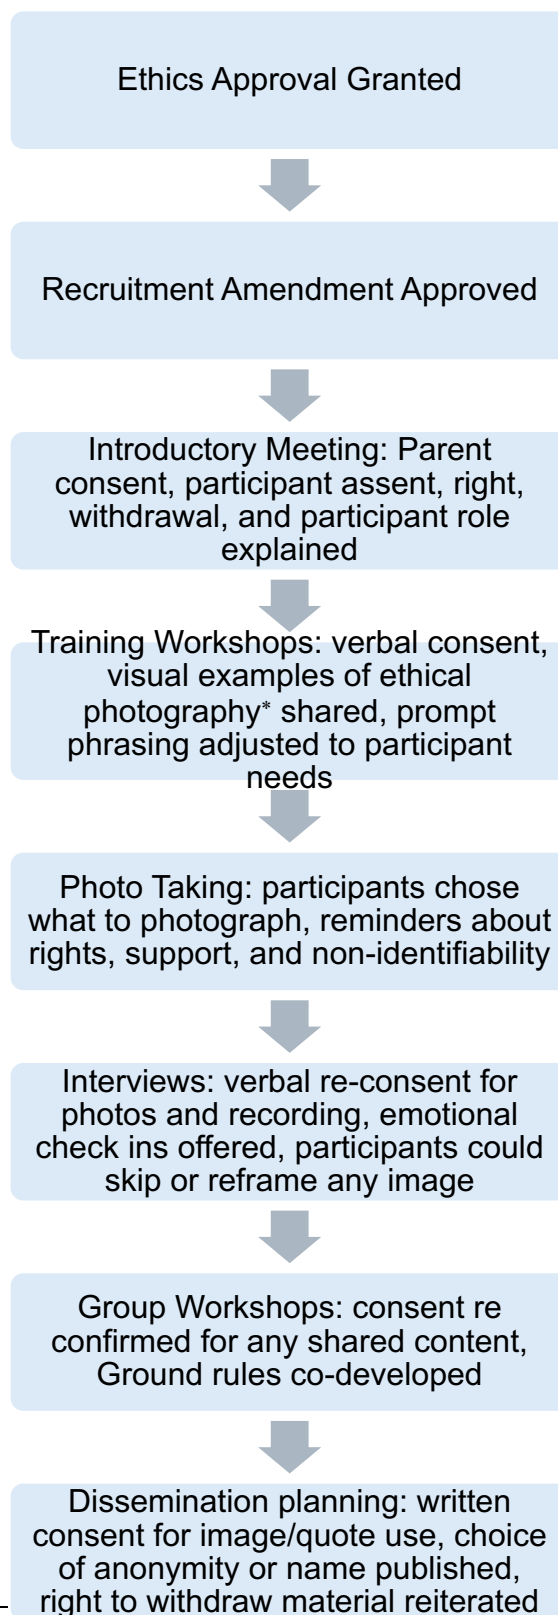 Ethics Approval Granted
Recruitment Amendment Approved
Introductory Meeting: Parent
consent, participant assent, right,
withdrawal, and participant role
explained
Training Workshops: verbal consent,
visual examples of ethical
photography* shared, prompt
phrasing adjusted to participant
needs
Photo Taking: participants chose
what to photograph, reminders about
rights, support, and non-identifiability
Interviews: verbal re-consent for
photos and recording, emotional
check ins offered, participants could
skip or reframe any image
Group Workshops: consent re
confirmed for any shared content,
Ground rules co-developed
Dissemination planning: written
consent for image/quote use, choice
of anonymity or name published,
right to withdraw material reiterated